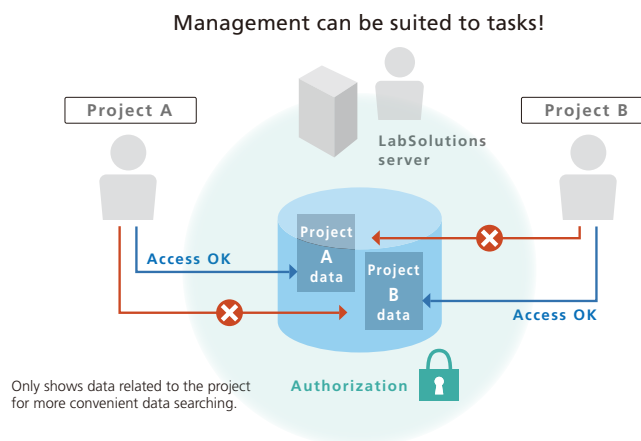 Management can be suited to tasks!
Project A
Project B
LabSolutions
server
Project
A
data
Access OK
Project
B
data
Access OK
Authorization
Only shows data related to the project
for more convenient data searching.